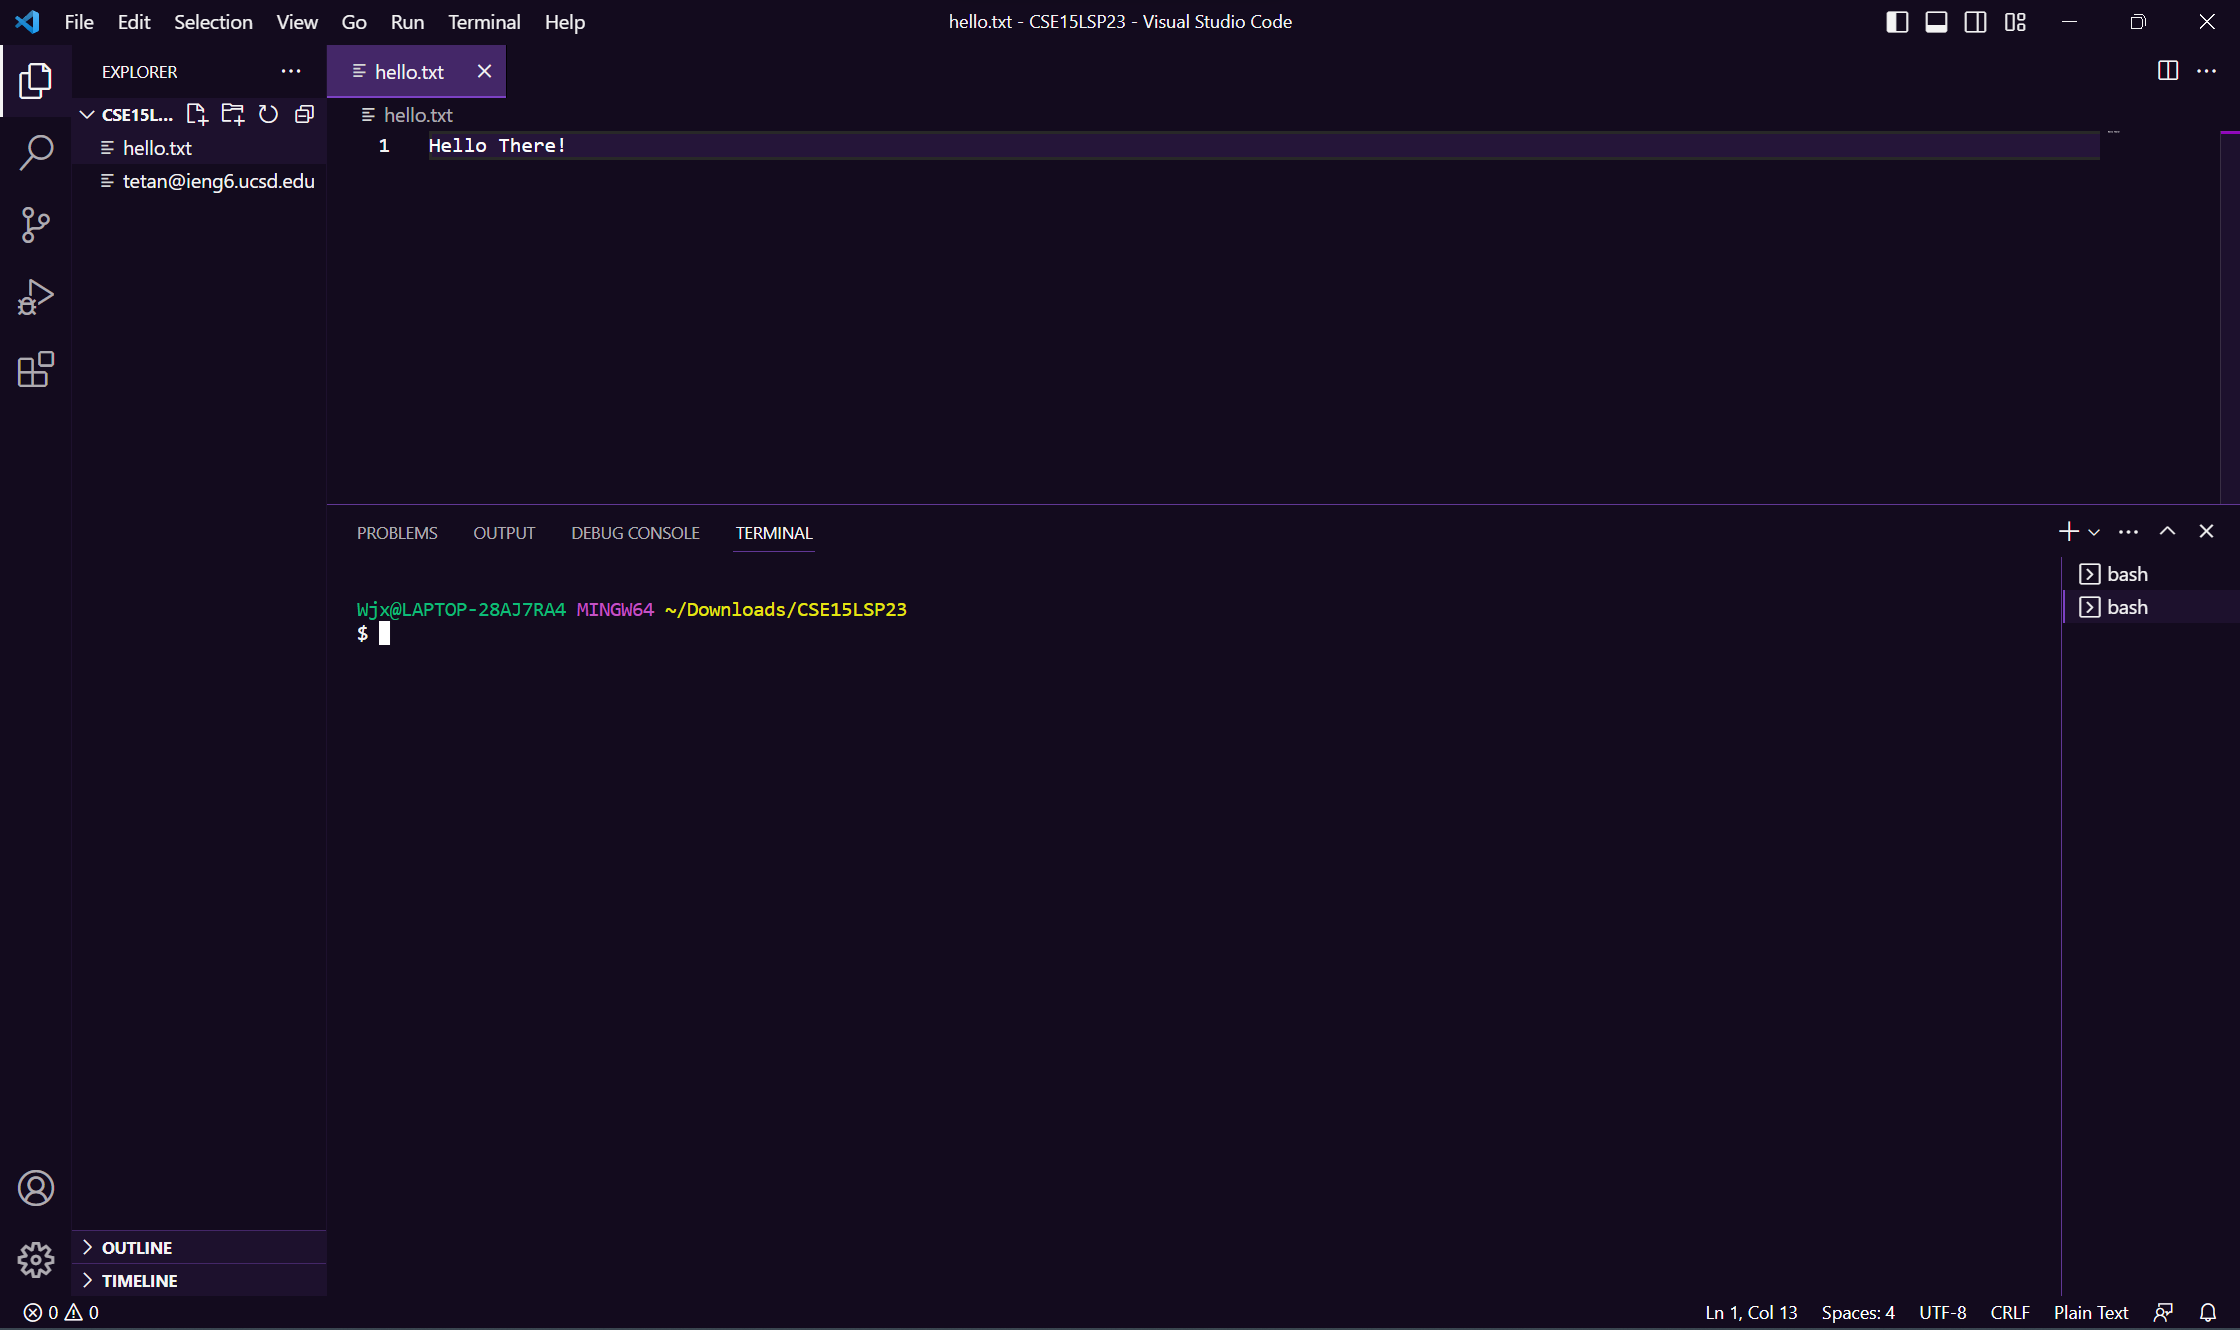 File Edit Selection View Go Run Terminal Help
hello.txt - CSE15LSP23 - Visual Studio Code
EXPLORER
CSE15L...
hello.txt
tetan@ieng6.ucsd.edu
hello.txt
hello.txt
1 Hello There!
PROBLEMS OUTPUT DEBUG CONSOLE TERMINAL
Wjx@LAPTOP-28AJ7RA4 MINGW64 ~/Downloads/CSE15LSP23
$
bash
bash
OUTLINE
TIMELINE
0 0
Ln 1, Col 13 Spaces: 4 UTF-8 CRLF Plain Text